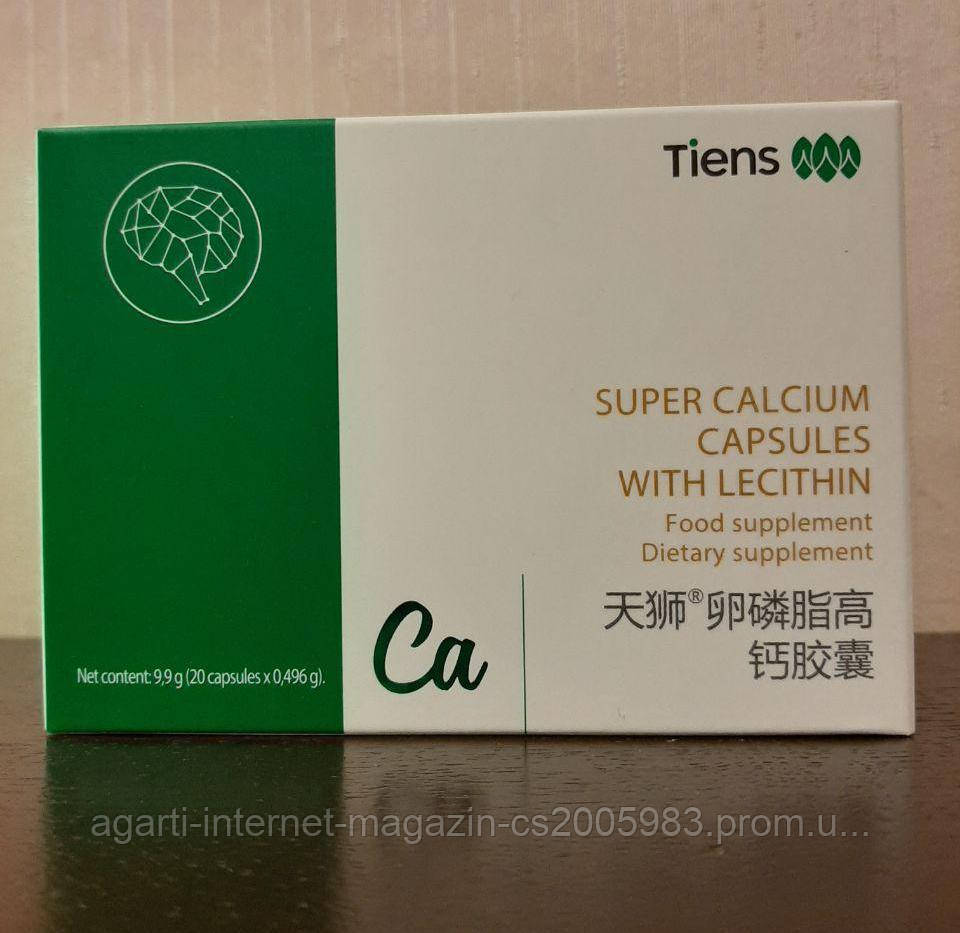 Tiens
SUPER CALCIUM
CAPSULES
WITH LECITHIN
Food supplement
Dietary supplement
天狮®卵磷脂高
钙胶囊
Ca
Net content: 9,9 g (20 capsules x 0,496 g).
agarti-internet-magazin-cs2005983.prom.u...